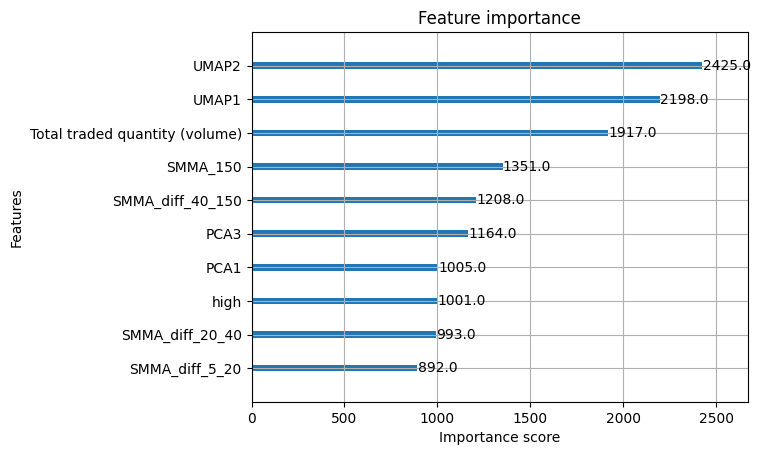 Feature importance
Features
UMAP2 2425.0
UMAP1 2198.0
Total traded quantity (volume) 1917.0
SMMA_150 1351.0
SMMA_diff_40_150 1208.0
PCA3 1164.0
PCA1 1005.0
high 1001.0
SMMA_diff_20_40 993.0
SMMA_diff_5_20 892.0
0 500 1000 1500 2000 2500
Importance score